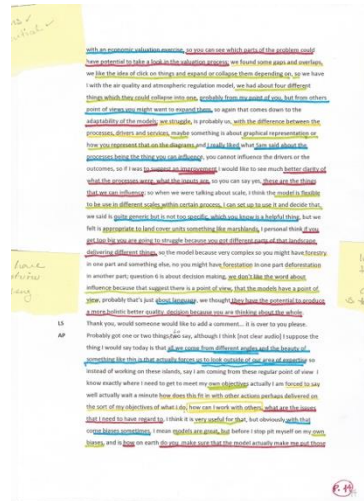 with an economic valuation exercise, so you can see which parts of the problem could
have potential to take a look in the valuation process; we found some gaps and overlaps,
we like the idea of click on things and expand or collapse them depending on, so we have
I with the air quality and atmospheric regulation model, we had about four different
things which they could collapse into one, probably from my point of you, but from others
point of views you might want to expand them, so again that comes down to the
adaptability of the models; we struggle, is probably us, with the difference between the
processes, drivers and services, maybe something is about graphical representation or
how you represent that on the diagrams and I really liked what Sam said about the
processes being the thing you can influence, you cannot influence the drivers or the
outcomes, so if I was to suggest an improvement I would like to see much better clarity of
what the processes were, what the inputs are, so you can say yes, these are the things
that we can influence; so when we were talking about scale, I think the model is flexible
to be use in different scales within certain process, I can set up to use it and decide that,
we said is quite generic but is not too specific, which you know is a helpful thing, but we
felt is appropriate to land cover units something like marshlands, I personal think if you
get too big you are going to struggle because you got different parts of that landscape
delivering different things, so the model because very complex so you might have forestry
in one part and something else, no you might have forestation in one part deforestation
in another part; question 6 is about decision making, we don't like the word about
influence because that suggest there is a point of view, that the models have a point of
view, probably that's just about language, we thought they have the potential to produce
a more holistic better quality, decision because you are thinking about the whole.
LS Thank you, would someone would like to add a comment... it is over to you please.
AP Probably got one or two things to say, although I think [not clear audio] I suppose the
thing I would say today is that all we come from different angles and the beauty of
something like this is that actually forces us to look outside of our area of expertise so
instead of working on these islands, say I am coming from these regular point of view I
know exactly where I need to get to meet my own objectives actually I am forced to say
well actually wait a minute how does this fit in with other actions perhaps delivered on
the sort of my objectives of what I do, how can I work with others, what are the issues
that I need to have regard to. I think it is very useful for that, but obviously with that
come biases sometimes. I mean models are great, but before I stop pit myself on my own
biases, and is how on earth do you make sure that the model actually make me put those
P. 14